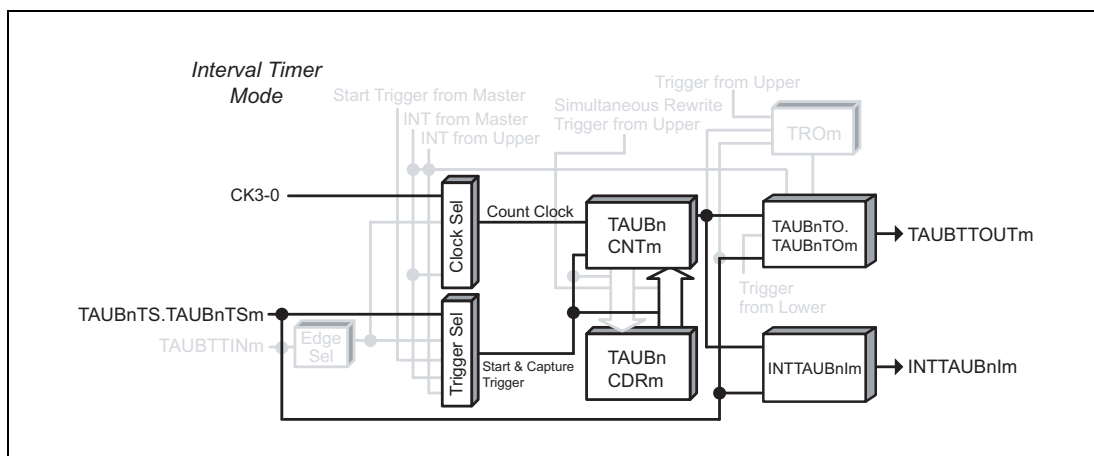 Interval Timer
Mode
Start Trigger from Master
INT from Master
INT from Upper
Simultaneous Rewrite
Trigger from Upper
Trigger from Upper
TROm
CK3-0
Clock Sel
Count Clock
TAUBn
CNTm
TAUBnTO.
TAUBnTOm
TAUBTTOUTm
Trigger
from Lower
TAUBnTS.TAUBnTSm
TAUBTTINm
Edge
Sel
Trigger Sel
Start & Capture
Trigger
TAUBn
CDRm
INTTAUBnIm
INTTAUBnIm